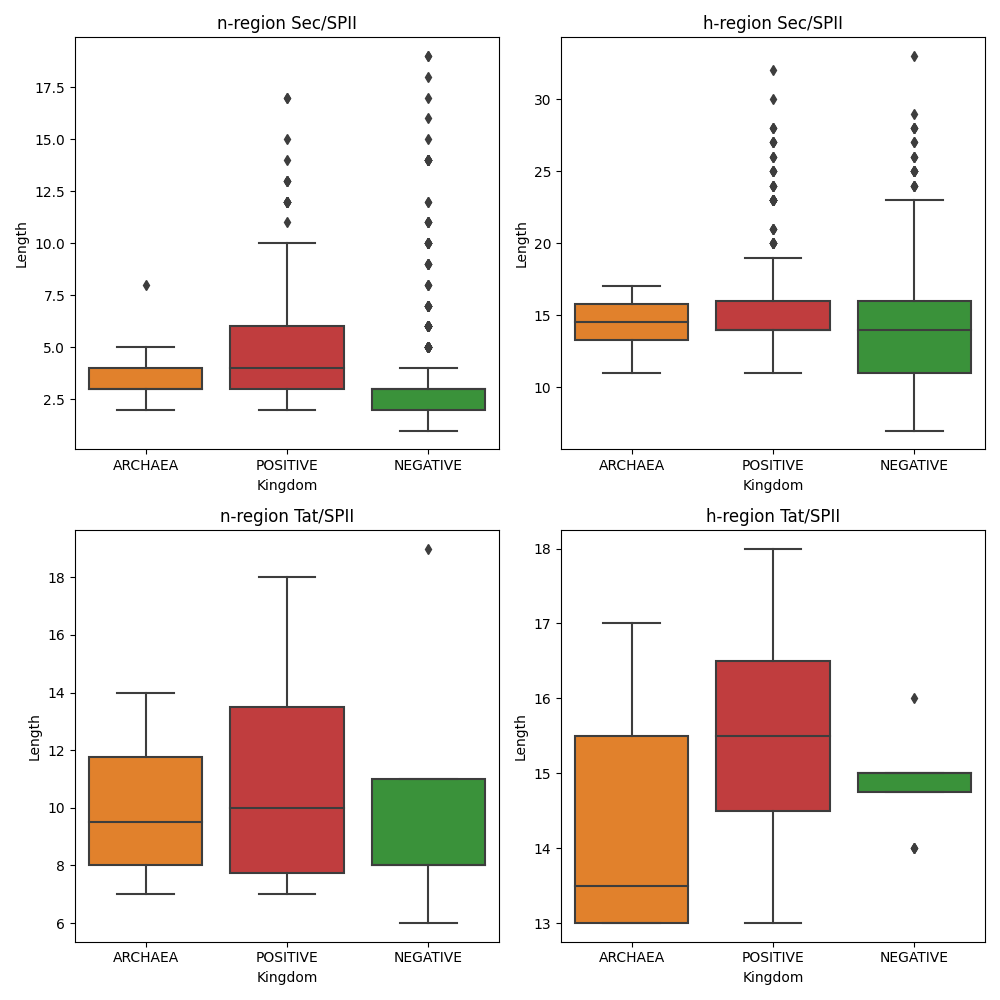 n-region Sec/SPII
17.5
15.0
12.5
10.0
7.5
5.0
2.5
Length
ARCHAEA POSITIVE NEGATIVE
Kingdom
h-region Sec/SPII
30
25
20
15
10
Length
ARCHAEA POSITIVE NEGATIVE
Kingdom
n-region Tat/SPII
18
16
14
12
10
8
6
Length
ARCHAEA POSITIVE NEGATIVE
Kingdom
h-region Tat/SPII
18
17
16
15
14
13
Length
ARCHAEA POSITIVE NEGATIVE
Kingdom